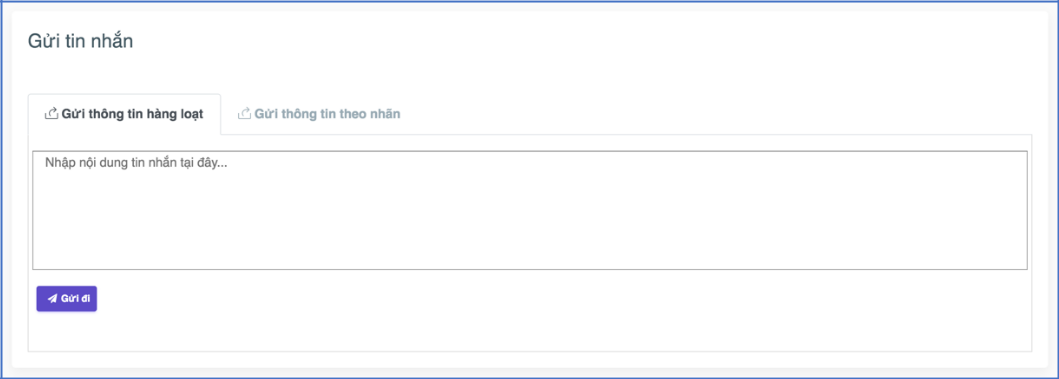 Gửi tin nhắn
Gửi thông tin hàng loạt
Gửi thông tin theo nhãn
Nhập nội dung tin nhắn tại đây...
Gửi đi